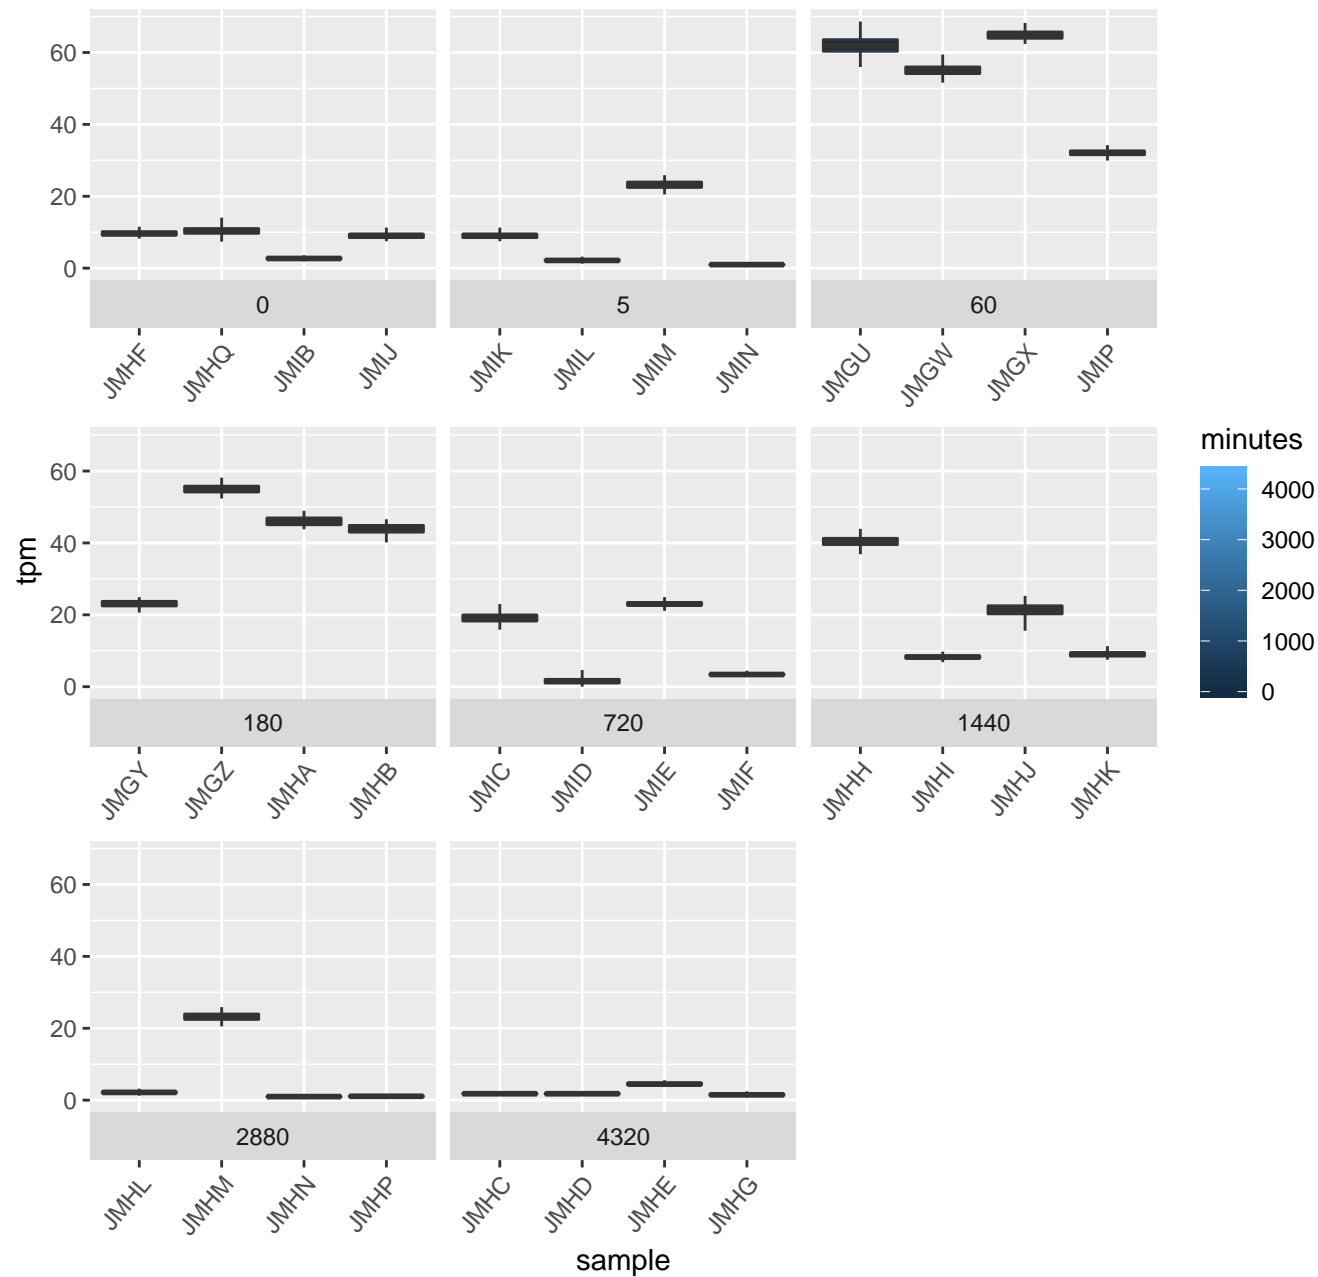 60
40
20
0
0
5
60
JMHF
JMHQ
JMIB
JMIJ
JMIK
JMIL
JMIM
JMIN
JMGU
JMGW
JMGX
JMIP
60
40
20
0
180
720
1440
JMGY
JMGZ
JMHA
JMHB
JMIC
JMID
JMIE
JMIF
JMHH
JMHI
JMHJ
JMHK
60
40
20
0
2880
4320
JMHL
JMHM
JMHN
JMHP
JMHC
JMHD
JMHE
JMHG
tpm
sample
minutes
4000
3000
2000
1000
0